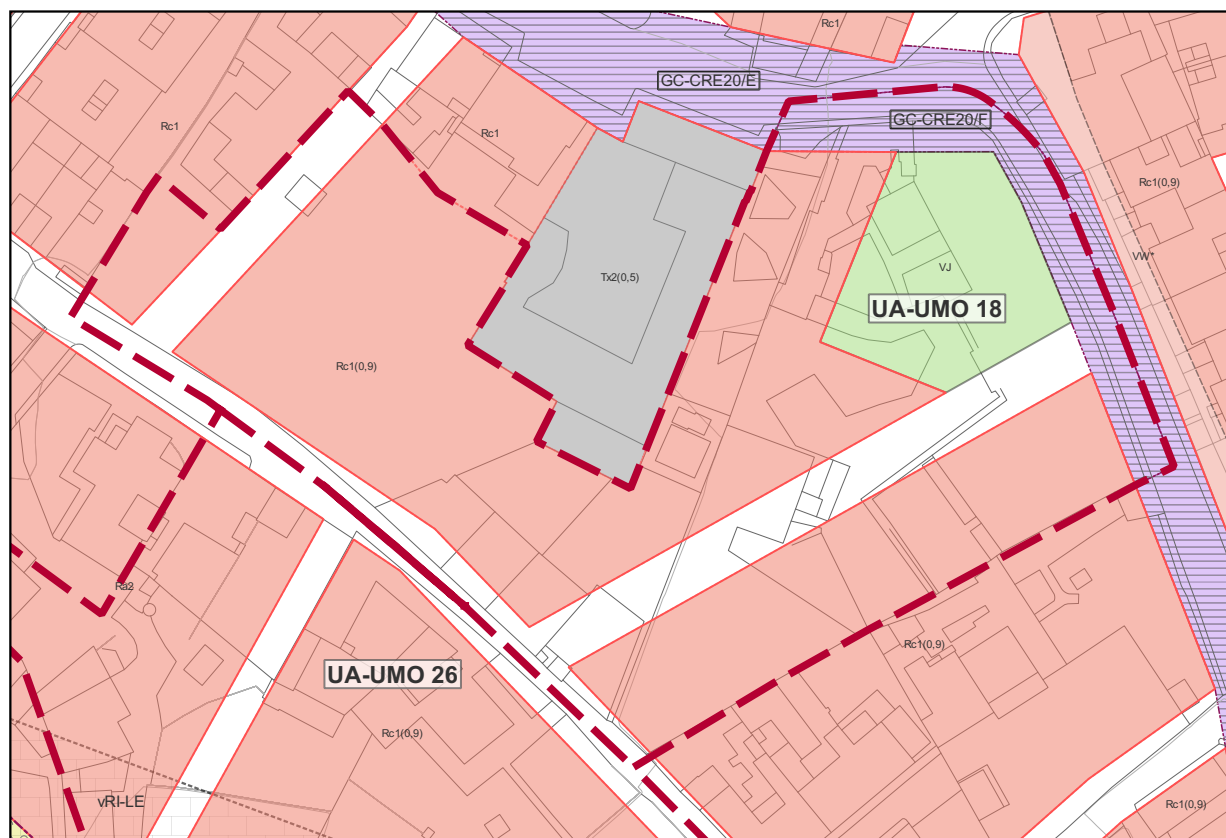 Rc1
GC-CRE20/E
GC-CRE20/F
Rc1
Rc1
Rc1(0,9)
VW*
VJ
Tx2(0,5)
UA-UMO 18
Rc1(0,9)
Ra2
Rc1(0,9)
UA-UMO 26
Rc1(0,9)
vRI-LE
Rc1(0,9)